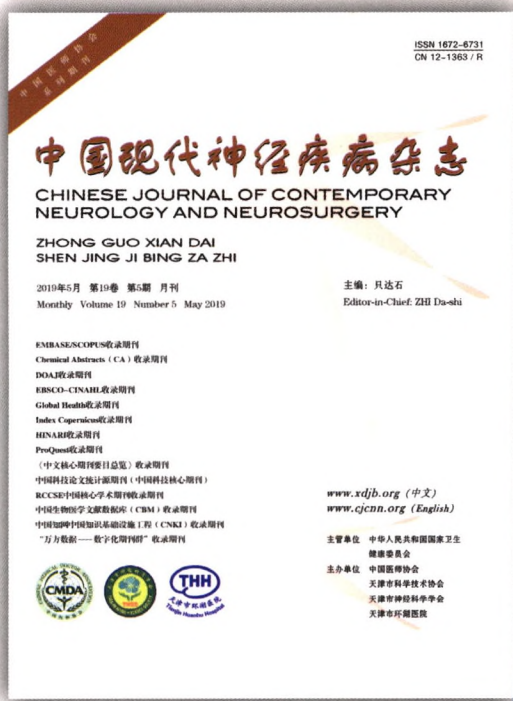 中国医师协会
系列期刊
ISSN 1672-6731
CN 12-1363 / R
中国现代神经疾病杂志
CHINESE JOURNAL OF CONTEMPORARY
NEUROLOGY AND NEUROSURGERY
ZHONG GUO XIAN DAI
SHEN JING JI BING ZA ZHI
2019年5月 第19卷 第5期 月刊
Monthly Volume 19 Number 5 May 2019
主编：只达石
Editor-in-Chief: ZHI Da-shi
EMBASE/SCOPUS收录期刊
Chemical Abstracts（CA）收录期刊
DOAJ收录期刊
EBSCO-CINAHL收录期刊
Global Health收录期刊
Index Copernicus收录期刊
HINARI收录期刊
ProQuest收录期刊
《中文核心期刊要目总览》收录期刊
中国科技论文统计源期刊（中国科技核心期刊）
RCCSE中国核心学术期刊收录期刊
中国生物医学文献数据库（CBM）收录期刊
中国知网中国知识基础设施工程（CNKI）收录期刊
“万方数据——数字化期刊群”收录期刊
www.xdjb.org（中文）
www.cjcnn.org（English）
主管单位 中华人民共和国国家卫生
健康委员会
主办单位 中国医师协会
天津市科学技术协会
天津市神经科学学会
天津市环湖医院
CMDA
THH
天津市环湖医院
Tianjin Huanhu Hospital